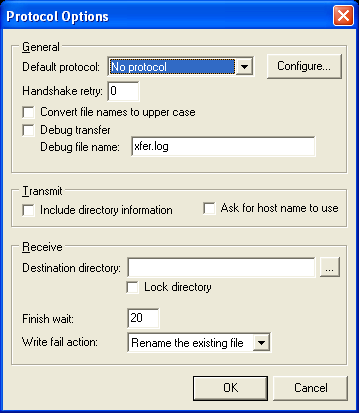 Protocol Options
General
Default protocol: No protocol Configure...
Handshake retry: 0
Convert file names to upper case
Debug transfer
Debug file name: xfer.log
Transmit
Include directory information Ask for host name to use
Receive
Destination directory: ...
Lock directory
Finish wait: 20
Write fail action: Rename the existing file
OK Cancel